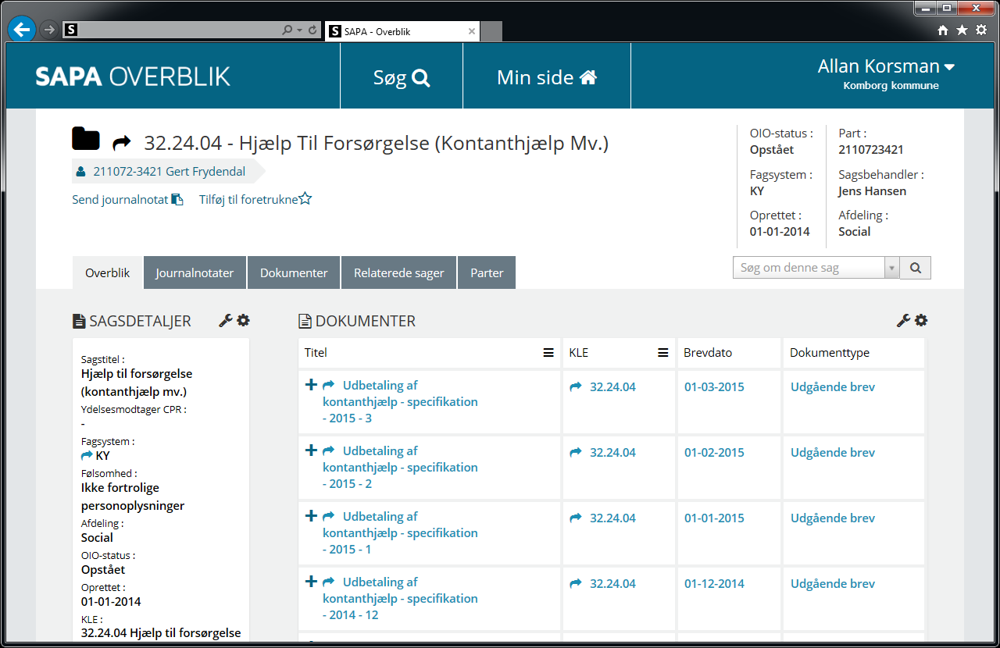 SAPA - Overblik
SAPA OVERBLIK
Søg
Min side
Allan Korsman
Komborg kommune
32.24.04 - Hjælp Til Forsørgelse (Kontanthjælp Mv.)
211072-3421 Gert Frydendal
Send journalnotat
Tilføj til foretrukne
OIO-status :
Opstået
Fagsystem :
KY
Oprettet :
01-01-2014
Part :
2110723421
Sagsbehandler :
Jens Hansen
Afdeling :
Social
Overblik
Journalnotater
Dokumenter
Relaterede sager
Parter
Søg om denne sag
SAGSDETALJER
Sagstitel :
Hjælp til forsørgelse
(kontanthjælp mv.)
Ydelsesmodtager CPR :
-
Fagsystem :
KY
Følsomhed :
Ikke fortrolige
personoplysninger
Afdeling :
Social
OIO-status :
Opstået
Oprettet :
01-01-2014
KLE :
32.24.04 Hjælp til forsørgelse
DOKUMENTER
Titel KLE Brevdato Dokumenttype
Udbetaling af
kontanthjælp - specifikation
- 2015 - 3
32.24.04 01-03-2015 Udgående brev
Udbetaling af
kontanthjælp - specifikation
- 2015 - 2
32.24.04 01-02-2015 Udgående brev
Udbetaling af
kontanthjælp - specifikation
- 2015 - 1
32.24.04 01-01-2015 Udgående brev
Udbetaling af
kontanthjælp - specifikation
- 2014 - 12
32.24.04 01-12-2014 Udgående brev